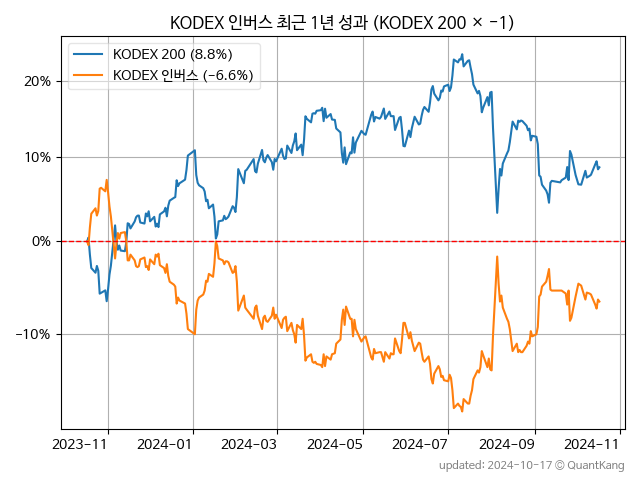 KODEX 인버스 최근 1년 성과 (KODEX 200 × -1)
KODEX 200 (8.8%)
KODEX 인버스 (-6.6%)
20%
10%
0%
-10%
2023-11 2024-01 2024-03 2024-05 2024-07 2024-09 2024-11
updated: 2024-10-17 © QuantKang